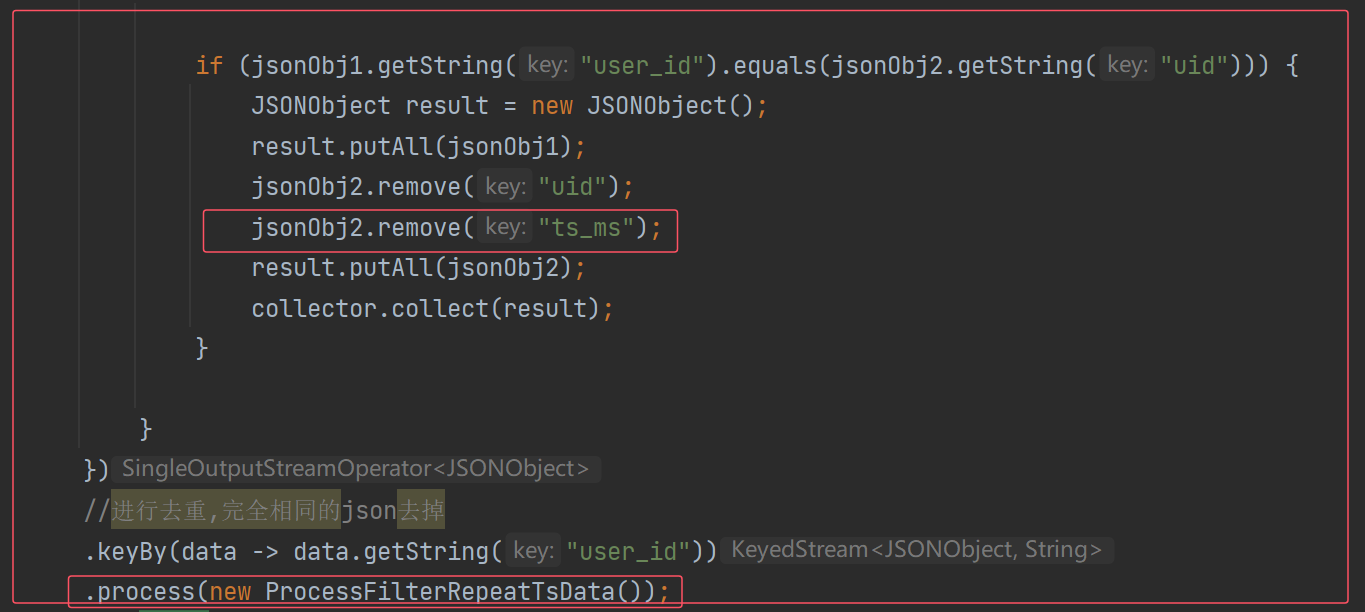 if (jsonObj1.getString( key: "user_id").equals(jsonObj2.getString( key: "uid"))) {
JSONObject result = new JSONObject();
result.putAll(jsonObj1);
jsonObj2.remove( key: "uid");
jsonObj2.remove( key: "ts_ms");
result.putAll(jsonObj2);
collector.collect(result);
}
}
}) SingleOutputStreamOperator<JSONObject>
//进行去重,完全相同的json去掉
.keyBy(data -> data.getString( key: "user_id")) KeyedStream<JSONObject, String>
.process(new ProcessFilterRepeatTsData());